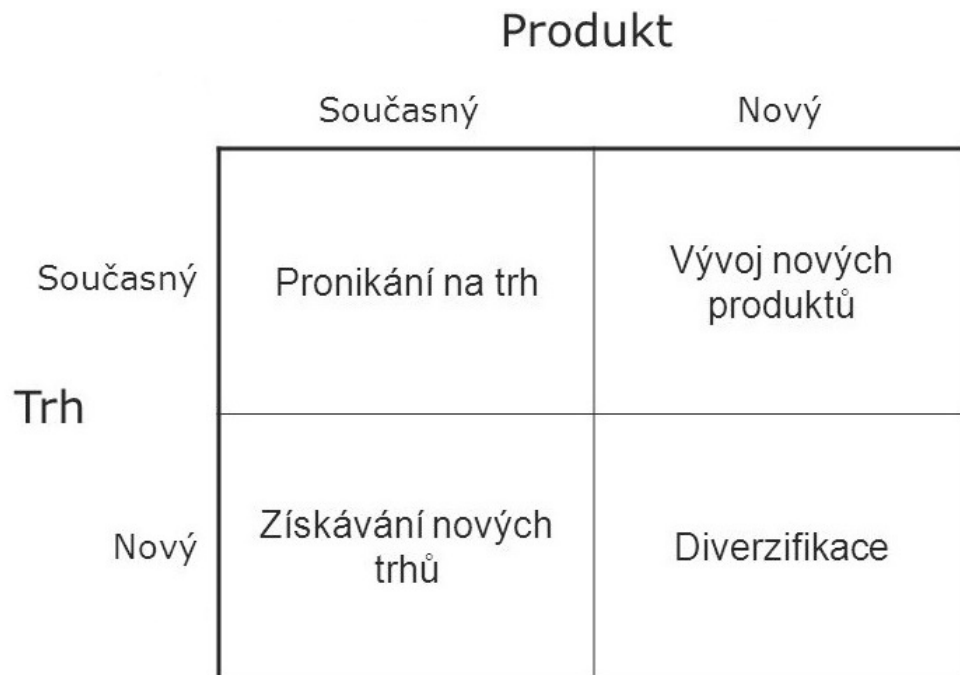 Produkt
Současný
Nový
Současný
Pronikání na trh
Vývoj nových
produktů
Trh
Nový
Získávání nových
trhů
Diverzifikace